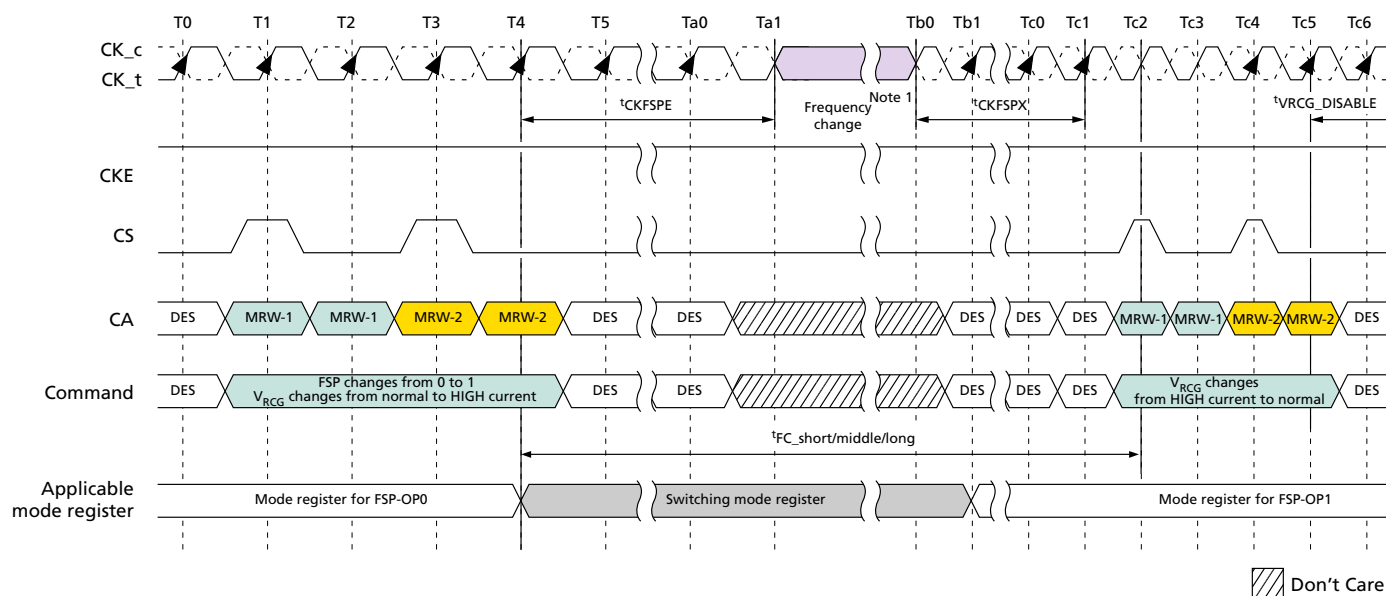 T0 T1 T2 T3 T4 T5 Ta0 Ta1 Tb0 Tb1 Tc0 Tc1 Tc2 Tc3 Tc4 Tc5 Tc6
CK_c
CK_t
Note 1
tCKFSPE
Frequency
change
tCKFSPX
tVRCG_DISABLE
CKE
CS
CA
DES MRW-1 MRW-1 MRW-2 MRW-2 DES DES DES DES DES MRW-1 MRW-1 MRW-2 MRW-2 DES
Command
DES
FSP changes from 0 to 1
VRCG changes from normal to HIGH current
DES DES DES DES DES
VRCG changes
from HIGH current to normal
DES
tFC_short/middle/long
Applicable
mode register
Mode register for FSP-OP0
Switching mode register
Mode register for FSP-OP1
Don't Care